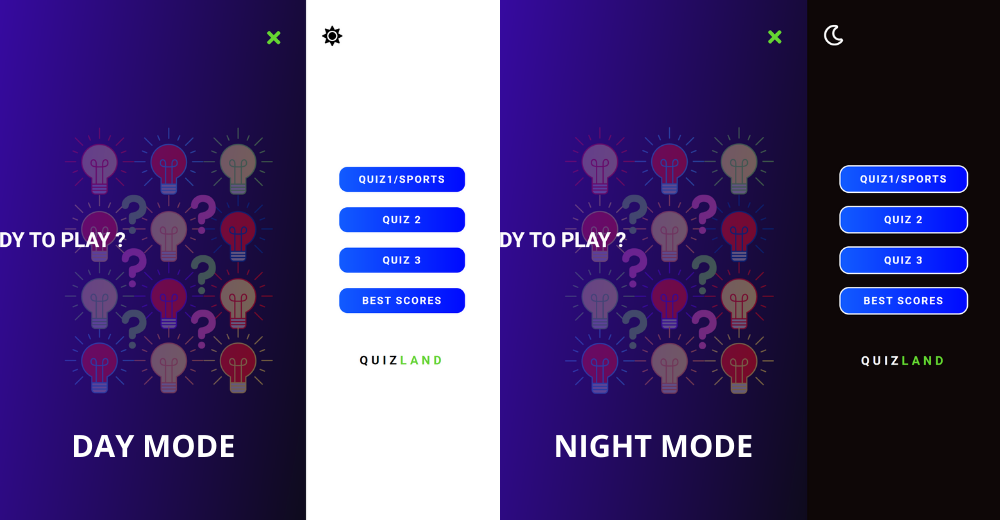 DY TO PLAY ?
DAY MODE
QUIZ1/SPORTS
QUIZ 2
QUIZ 3
BEST SCORES
QUIZLAND
DY TO PLAY ?
NIGHT MODE
QUIZ1/SPORTS
QUIZ 2
QUIZ 3
BEST SCORES
QUIZLAND